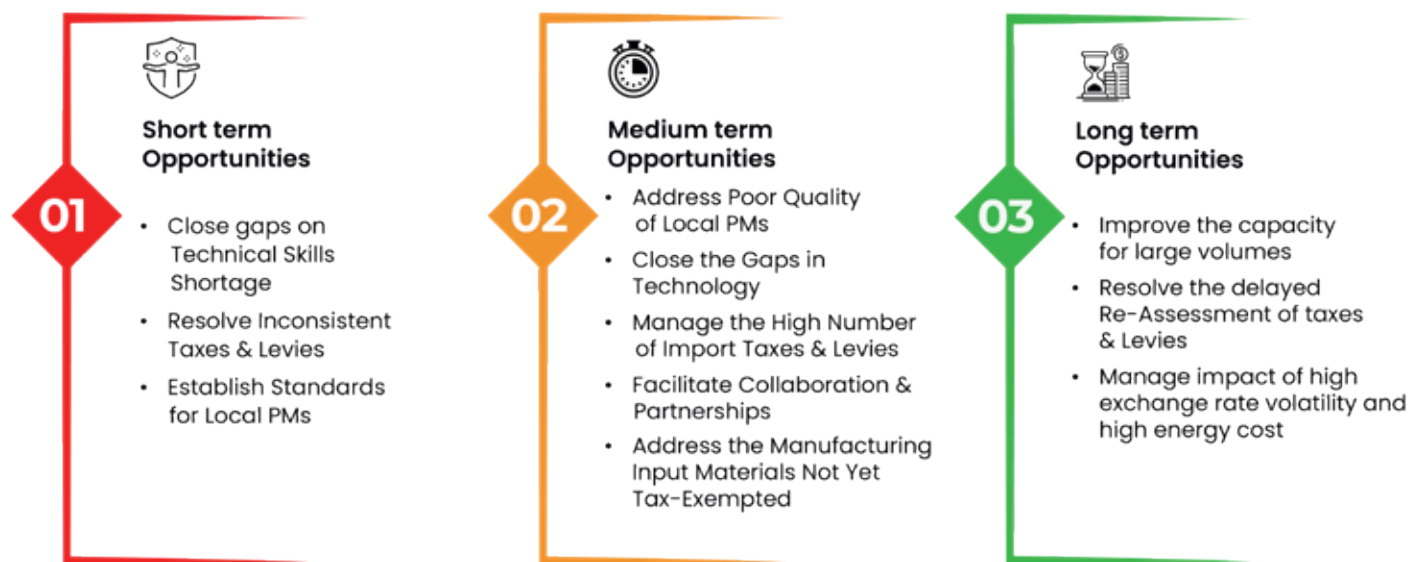 01
Short term
Opportunities
• Close gaps on
Technical Skills
Shortage
• Resolve Inconsistent
Taxes & Levies
• Establish Standards
for Local PMs
02
Medium term
Opportunities
• Address Poor Quality
of Local PMs
• Close the Gaps in
Technology
• Manage the High Number
of Import Taxes & Levies
• Facilitate Collaboration &
Partnerships
• Address the Manufacturing
Input Materials Not Yet
Tax-Exempted
03
Long term
Opportunities
• Improve the capacity
for large volumes
• Resolve the delayed
Re-Assessment of taxes
& Levies
• Manage impact of high
exchange rate volatility and
high energy cost